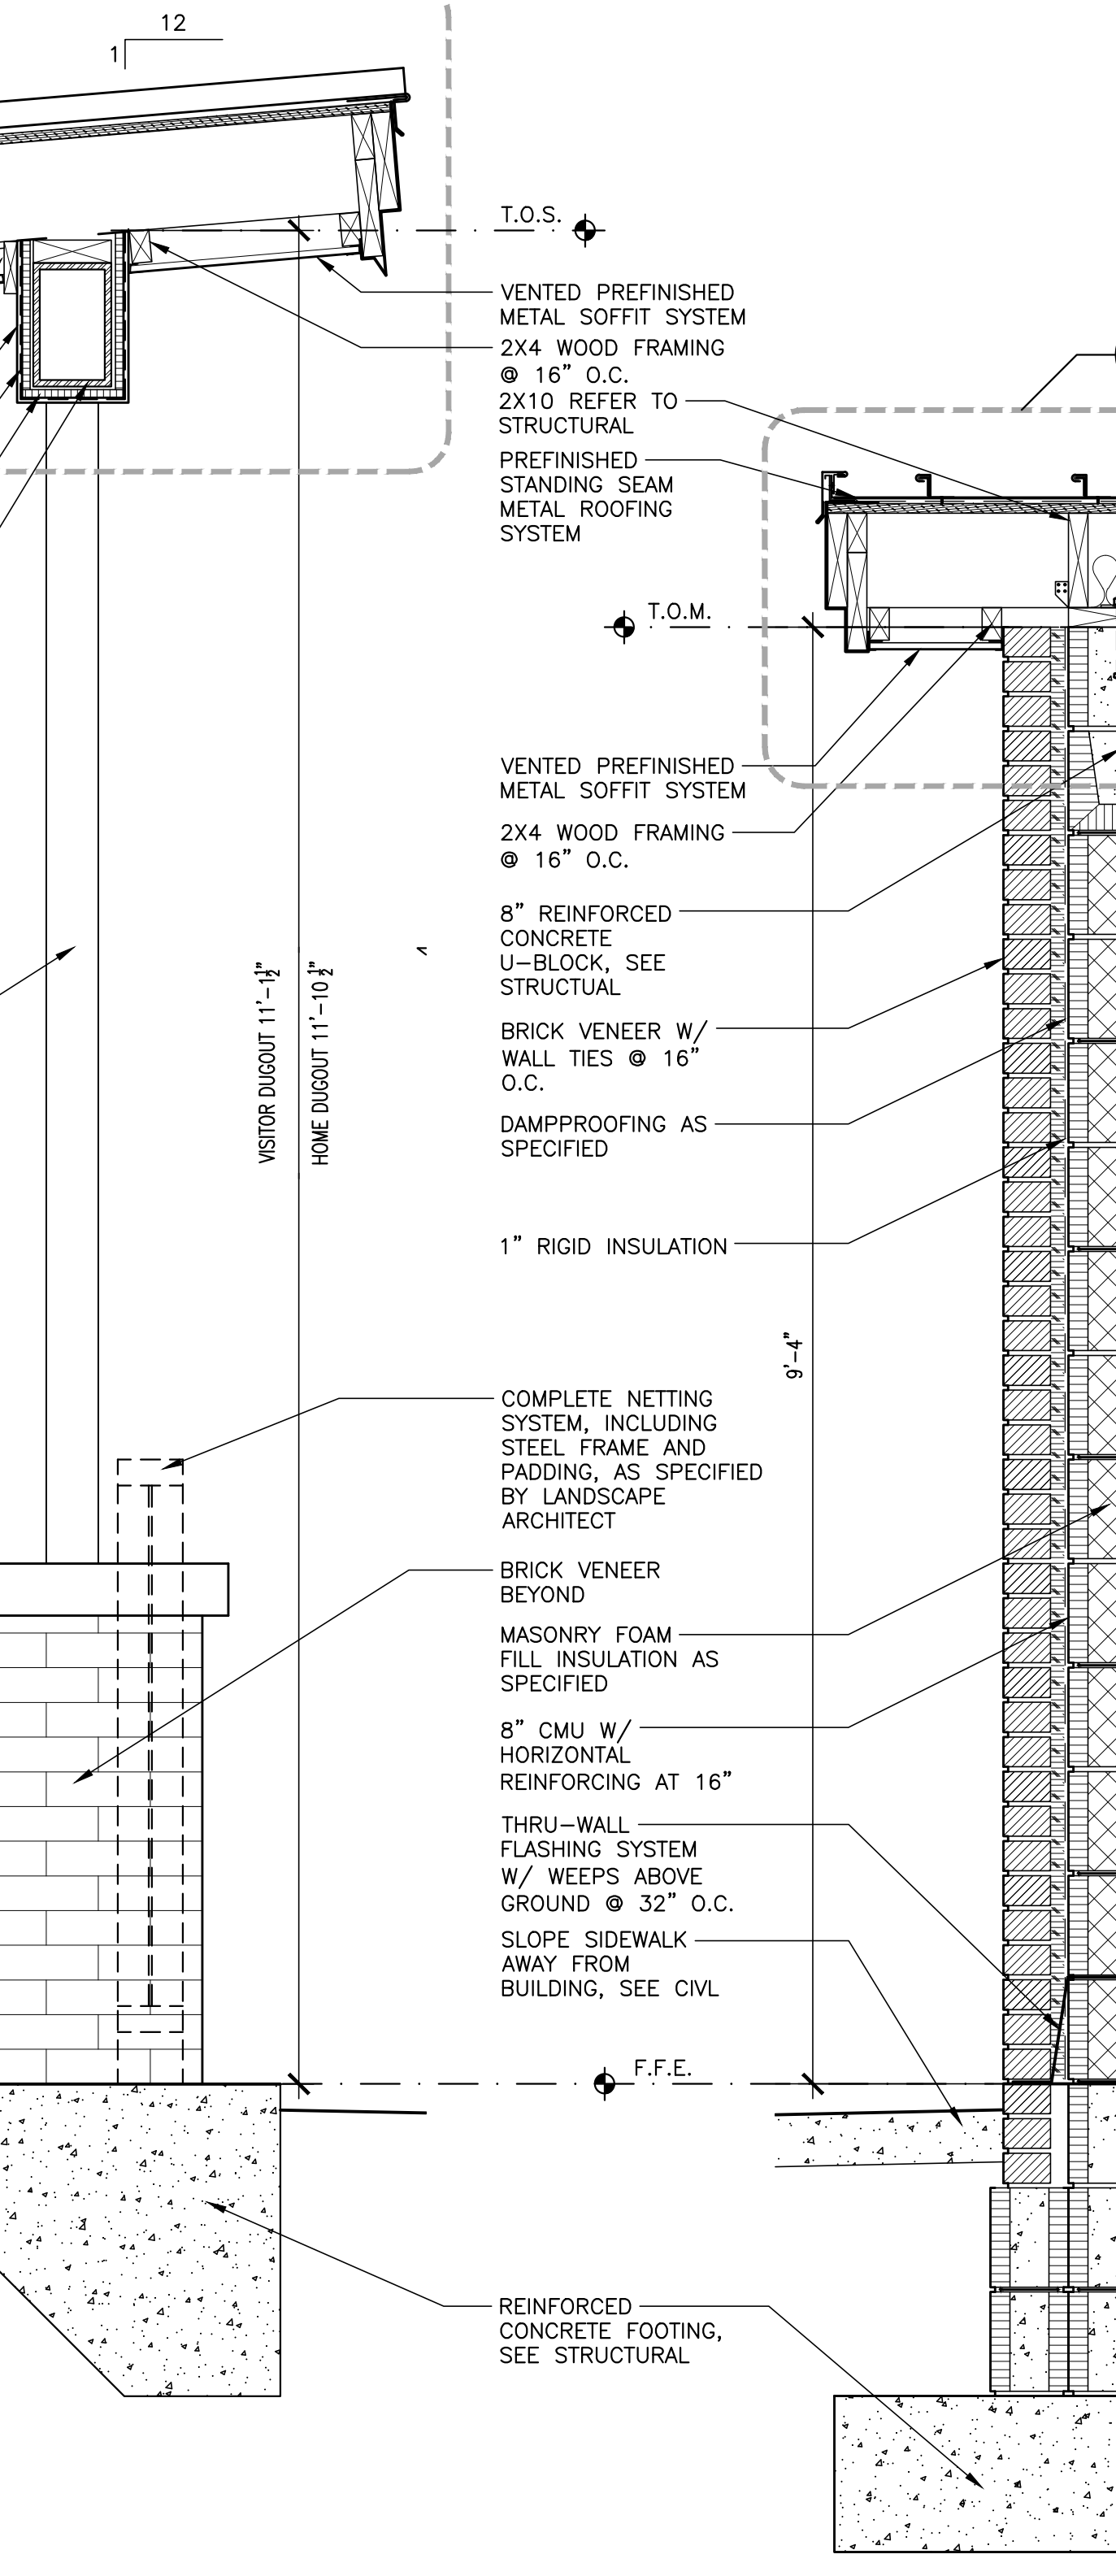 12
1
T.O.S.
VENTED PREFINISHED
METAL SOFFIT SYSTEM
2X4 WOOD FRAMING
@ 16" O.C.
2X10 REFER TO
STRUCTURAL
PREFINISHED
STANDING SEAM
METAL ROOFING
SYSTEM
T.O.M.
VENTED PREFINISHED
METAL SOFFIT SYSTEM
2X4 WOOD FRAMING
@ 16" O.C.
8" REINFORCED
CONCRETE
U-BLOCK, SEE
STRUCTUAL
VISITOR DUGOUT 11'-1½"
HOME DUGOUT 11'-10½"
BRICK VENEER W/
WALL TIES @ 16"
O.C.
DAMPPROOFING AS
SPECIFIED
1" RIGID INSULATION
9'-4"
COMPLETE NETTING
SYSTEM, INCLUDING
STEEL FRAME AND
PADDING, AS SPECIFIED
BY LANDSCAPE
ARCHITECT
BRICK VENEER
BEYOND
MASONRY FOAM
FILL INSULATION AS
SPECIFIED
8" CMU W/
HORIZONTAL
REINFORCING AT 16"
THRU-WALL
FLASHING SYSTEM
W/ WEEPS ABOVE
GROUND @ 32" O.C.
SLOPE SIDEWALK
AWAY FROM
BUILDING, SEE CIVL
F.F.E.
REINFORCED
CONCRETE FOOTING,
SEE STRUCTURAL